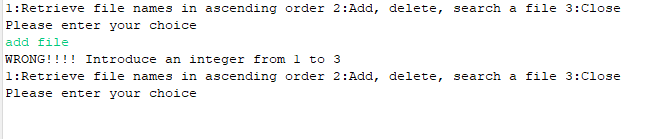 1:Retrieve file names in ascending order 2:Add, delete, search a file 3:Close
Please enter your choice
add file
WRONG!!!! Introduce an integer from 1 to 3
1:Retrieve file names in ascending order 2:Add, delete, search a file 3:Close
Please enter your choice